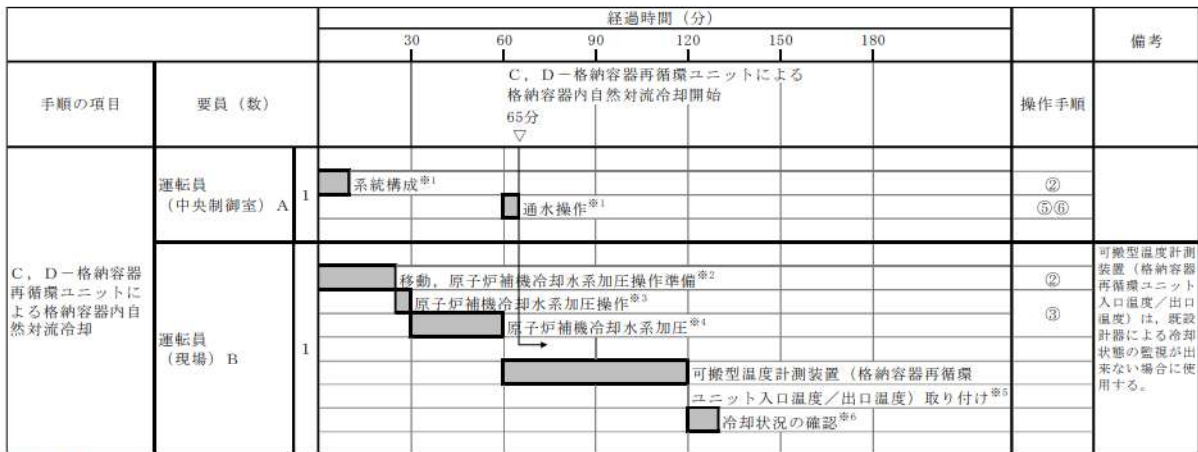 経過時間（分）
30 60 90 120 150 180
備考
手順の項目
要員（数）
C，D－格納容器再循環ユニットによる
格納容器内自然対流冷却開始
65分
▽
操作手順
C，D－格納容器
再循環ユニットに
よる格納容器内自
然対流冷却
運転員
（中央制御室）A
1
系統構成※1
②
通水操作※1
⑤⑥
運転員
（現場）B
1
移動，原子炉補機冷却水系加圧操作準備※2
②
原子炉補機冷却水系加圧操作※3
③
原子炉補機冷却水系加圧※4
可搬型温度計測装置（格納容器再循環
ユニット入口温度／出口温度）取り付け※5
冷却状況の確認※6
可搬型温度計測
装置（格納容器
再循環ユニット
入口温度／出口
温度）は，既設
計器による冷却
状態の監視が出
来ない場合に使
用する。